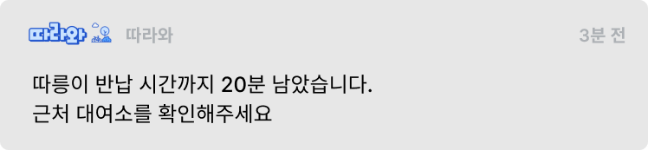 따라와 따라와 3분 전
따릉이 반납 시간까지 20분 남았습니다.
근처 대여소를 확인해주세요